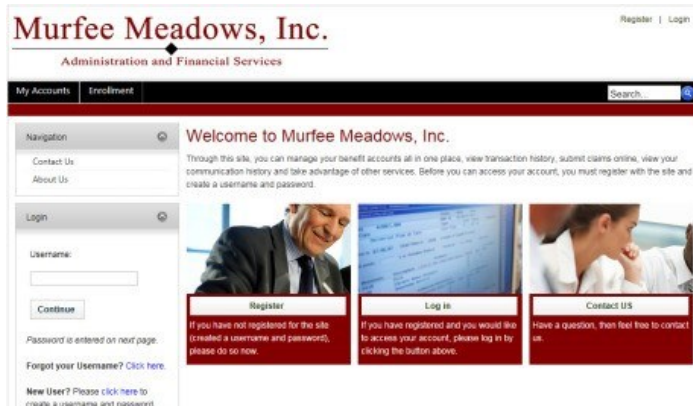 Murfee Meadows, Inc.
Administration and Financial Services
Register | Login
My Accounts Enrollment
Search...
Navigation
Contact Us
About Us
Login
Username:
Continue
Password is entered on next page.
Forgot your Username? Click here.
New User? Please click here to
create a username and password
Welcome to Murfee Meadows, Inc.
Through this site, you can manage your benefit accounts all in one place, view transaction history, submit claims online, view your
communication history and take advantage of other services. Before you can access your account, you must register with the site and
create a username and password.
Register
If you have not registered for the site
(created a username and password),
please do so now.
Log in
If you have registered and you would like
to access your account, please log in by
clicking the button above.
Contact US
Have a question, then feel free to contact
us.